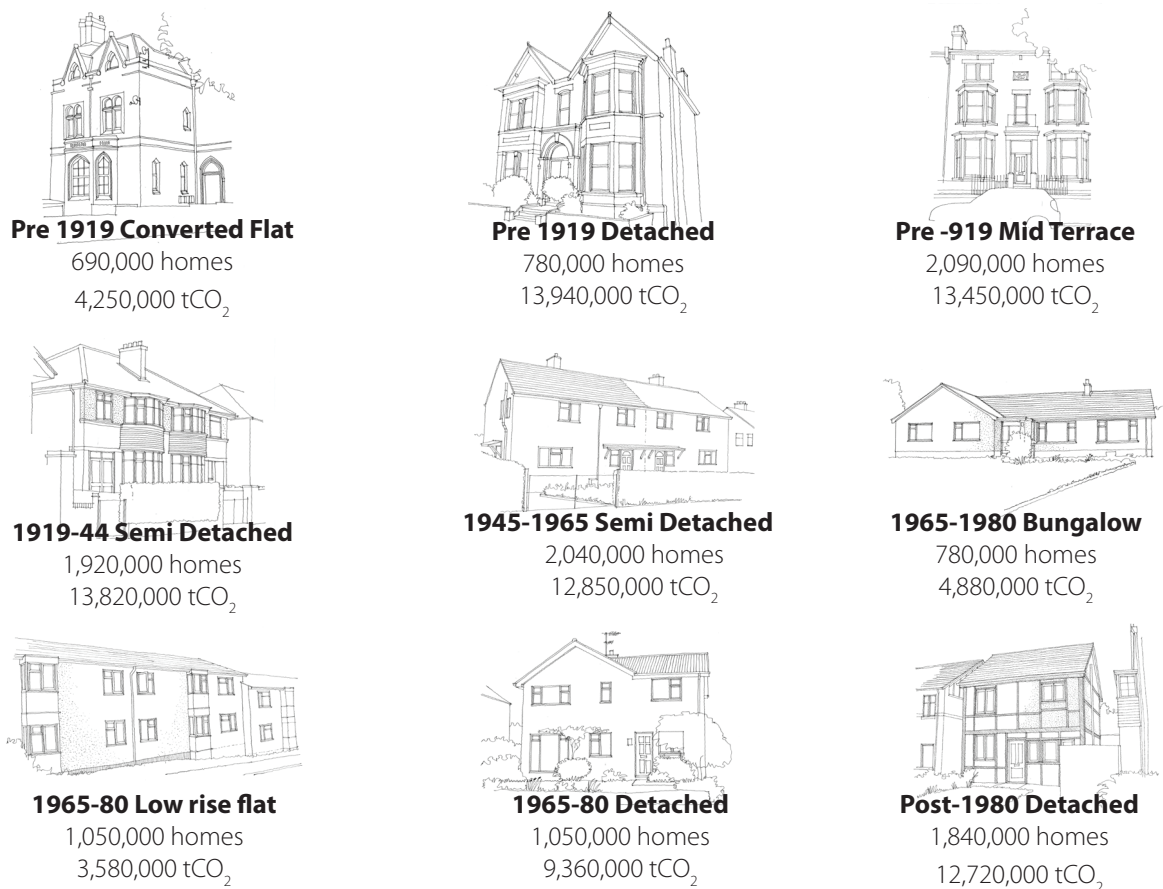 Pre 1919 Converted Flat
690,000 homes
4,250,000 tCO₂
Pre 1919 Detached
780,000 homes
13,940,000 tCO₂
Pre -919 Mid Terrace
2,090,000 homes
13,450,000 tCO₂
1919-44 Semi Detached
1,920,000 homes
13,820,000 tCO₂
1945-1965 Semi Detached
2,040,000 homes
12,850,000 tCO₂
1965-1980 Bungalow
780,000 homes
4,880,000 tCO₂
1965-80 Low rise flat
1,050,000 homes
3,580,000 tCO₂
1965-80 Detached
1,050,000 homes
9,360,000 tCO₂
Post-1980 Detached
1,840,000 homes
12,720,000 tCO₂